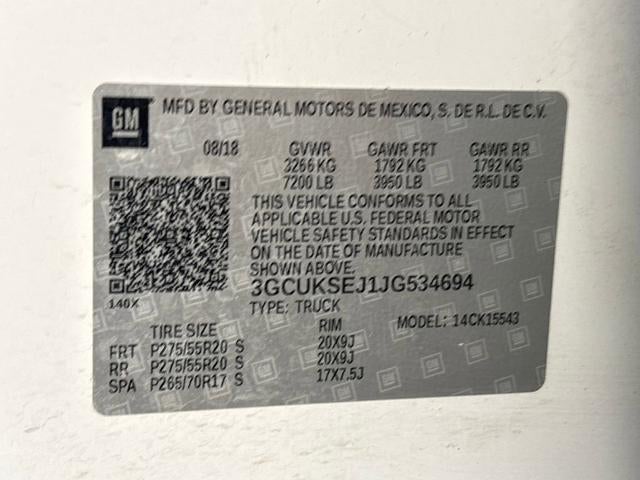 GM MFD BY GENERAL MOTORS DE MEXICO, S. DE R.L. DE C.V.
08/18 GVWR GAWR FRT GAWR RR
3266 KG 1792 KG 1792 KG
7200 LB 3950 LB 3950 LB
THIS VEHICLE CONFORMS TO ALL
APPLICABLE U.S. FEDERAL MOTOR
VEHICLE SAFETY STANDARDS IN EFFECT
ON THE DATE OF MANUFACTURE
SHOWN ABOVE.
3GCUKSEJ1JG534694
140X
TYPE: TRUCK
MODEL: 14CK15543
TIRE SIZE RIM
FRT P275/55R20 S 20X9J
RR P275/55R20 S 20X9J
SPA P265/70R17 S 17X7.5J